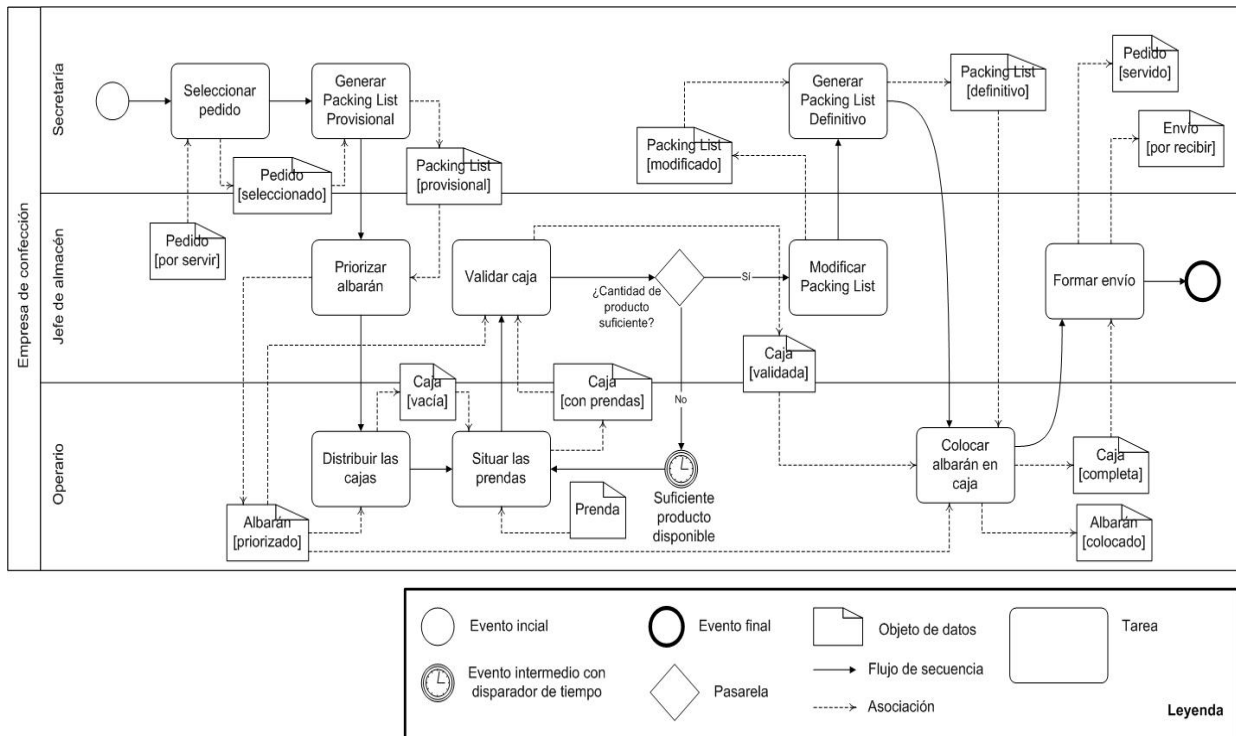 Empresa de confección
Secretaría
Seleccionar
pedido
Generar
Packing List
Provisional
Pedido
[seleccionado]
Packing List
[provisional]
Packing List
[modificado]
Generar
Packing List
Definitivo
Packing List
[definitivo]
Pedido
[servido]
Envío
[por recibir]
Jefe de almacén
Pedido
[por servir]
Priorizar
albarán
Validar caja
¿Cantidad de
producto
suficiente?
Sí
No
Modificar
Packing List
Caja
[validada]
Formar envío
Operario
Caja
[vacía]
Caja
[con prendas]
Distribuir las
cajas
Situar las
prendas
Albarán
[priorizado]
Prenda
Suficiente
producto
disponible
Colocar
albarán en
caja
Caja
[completa]
Albarán
[colocado]
Evento incial
Evento final
Objeto de datos
Tarea
Evento intermedio con
disparador de tiempo
Pasarela
Flujo de secuencia
Asociación
Leyenda